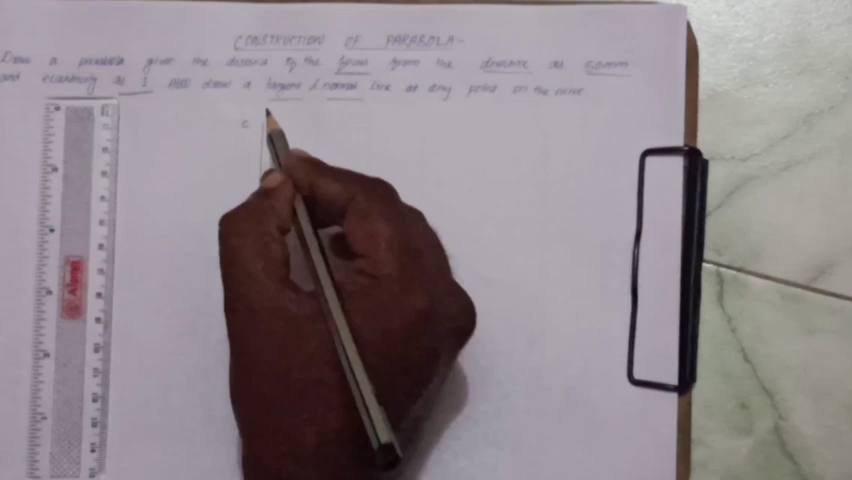 CONSTRUCTION OF PARABOLA-
Draw a parabola given the distance of the focus from the directrix as 50mm
and eccentricity as 1 Also draw a tangent & normal line at any point on the curve
C